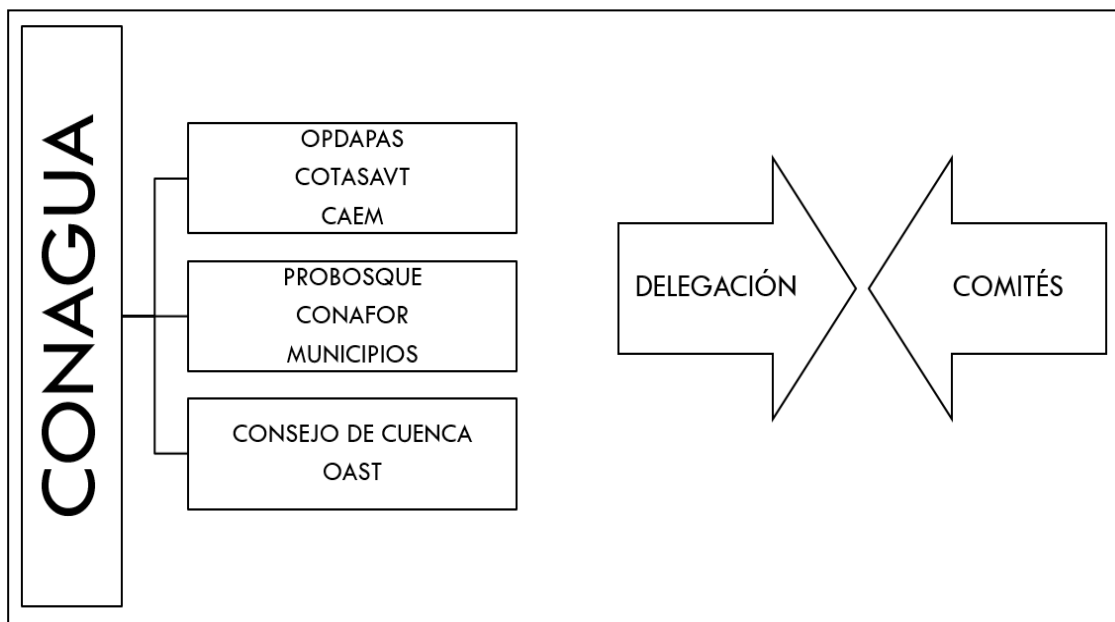 CONAGUA
OPDAPAS
COTASAVT
CAEM
PROBOSQUE
CONAFOR
MUNICIPIOS
CONSEJO DE CUENCA
OAST
DELEGACIÓN
COMITÉS